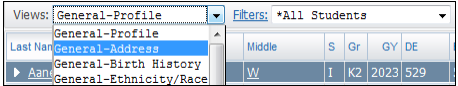 Views: General-Profile Filters: *All Students
General-Profile
Last Nam General-Address Middle S I Gr GY DE
General-Birth History
Aane General-Ethnicity/Race W I K2 2023 529